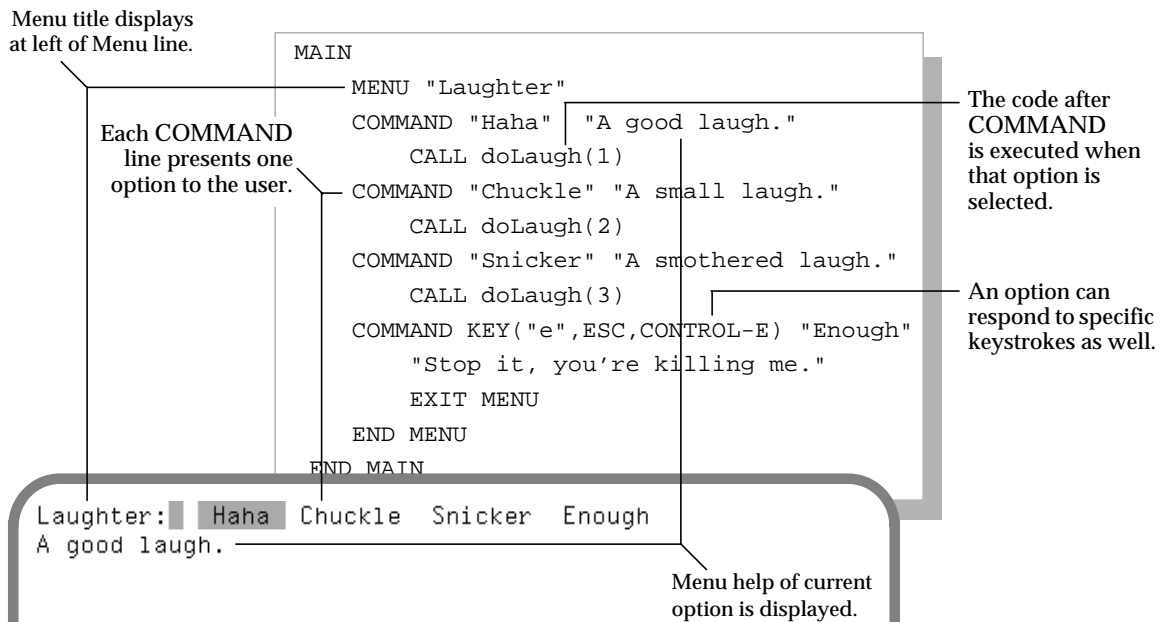 Menu title displays
at left of Menu line.
MAIN
MENU "Laughter"
COMMAND "Haha" "A good laugh."
CALL doLaugh(1)
COMMAND "Chuckle" "A small laugh."
CALL doLaugh(2)
COMMAND "Snicker" "A smothered laugh."
CALL doLaugh(3)
COMMAND KEY("e",ESC,CONTROL-E) "Enough"
"Stop it, you're killing me."
EXIT MENU
END MENU
END MAIN
Each COMMAND
line presents one
option to the user.
The code after
COMMAND
is executed when
that option is
selected.
An option can
respond to specific
keystrokes as well.
Laughter: Haha Chuckle Snicker Enough
A good laugh.
Menu help of current
option is displayed.